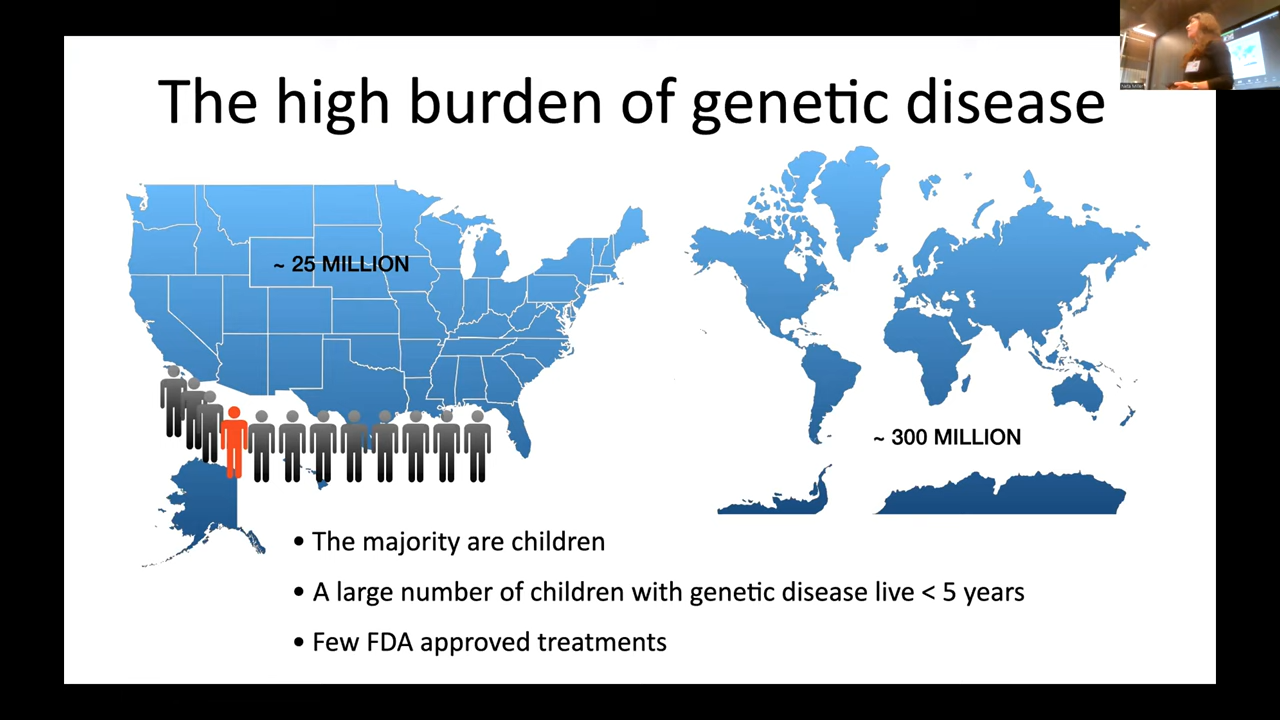 The high burden of genetic disease
~ 25 MILLION
~ 300 MILLION
• The majority are children
• A large number of children with genetic disease live < 5 years
• Few FDA approved treatments